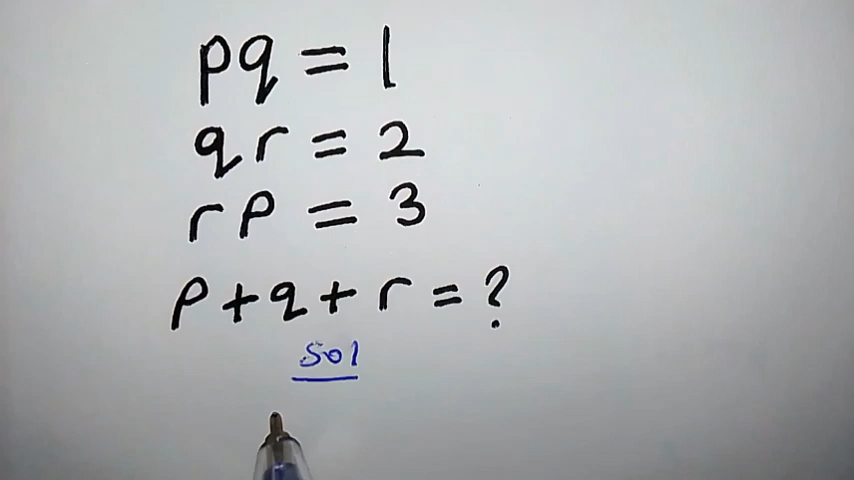 pq = 1
qr = 2
rp = 3
p + q + r = ?
Sol